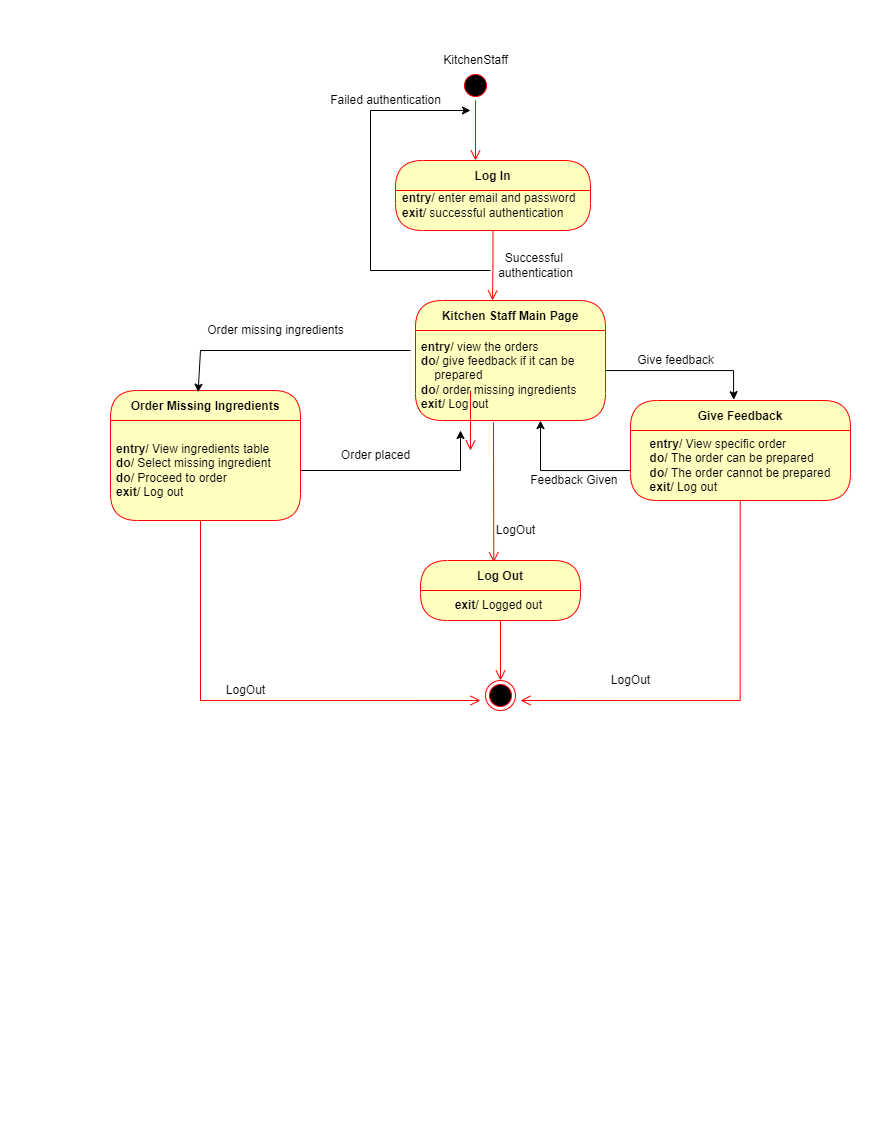 KitchenStaff
Failed authentication
Log In
entry/ enter email and password
exit/ successful authentication
Successful
authentication
Kitchen Staff Main Page
entry/ view the orders
do/ give feedback if it can be
prepared
do/ order missing ingredients
exit/ Log out
Order missing ingredients
Give feedback
Order Missing Ingredients
entry/ View ingredients table
do/ Select missing ingredient
do/ Proceed to order
exit/ Log out
Order placed
Give Feedback
entry/ View specific order
do/ The order can be prepared
do/ The order cannot be prepared
exit/ Log out
Feedback Given
LogOut
Log Out
exit/ Logged out
LogOut
LogOut